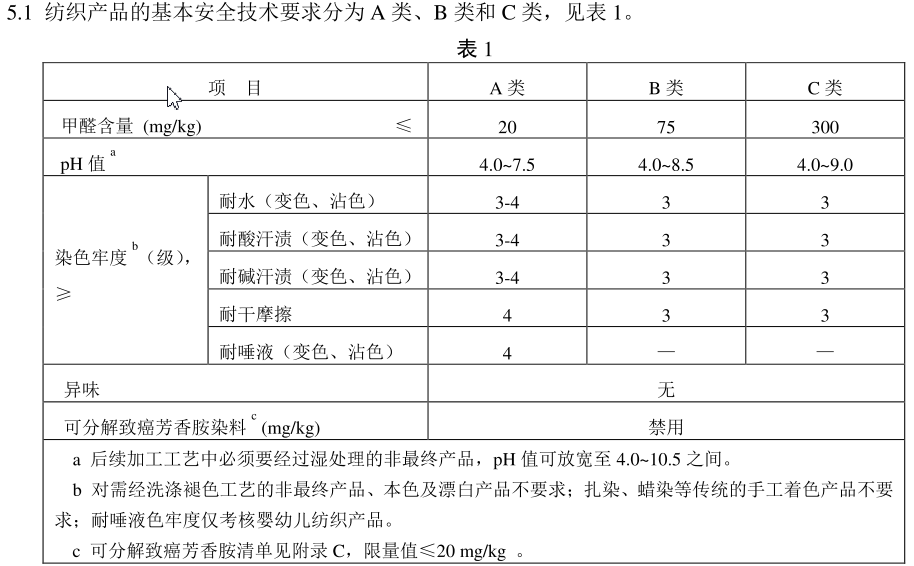 5.1 纺织产品的基本安全技术要求分为 A 类、B 类和 C 类，见表 1。
表 1
项 目 A 类 B 类 C 类
甲醛含量 (mg/kg) ≤ 20 75 300
pH 值 a 4.0~7.5 4.0~8.5 4.0~9.0
耐水（变色、沾色） 3-4 3 3
耐酸汗渍（变色、沾色） 3-4 3 3
染色牢度 b（级），
≥
耐碱汗渍（变色、沾色） 3-4 3 3
耐干摩擦 4 3 3
耐唾液（变色、沾色） 4 — —
异味 无
可分解致癌芳香胺染料 c (mg/kg) 禁用
a 后续加工工艺中必须要经过湿处理的非最终产品，pH 值可放宽至 4.0~10.5 之间。
b 对需经洗涤褪色工艺的非最终产品、本色及漂白产品不要求；扎染、蜡染等传统的手工着色产品不要
求；耐唾液色牢度仅考核婴幼儿纺织产品。
c 可分解致癌芳香胺清单见附录 C，限量值≤20 mg/kg 。